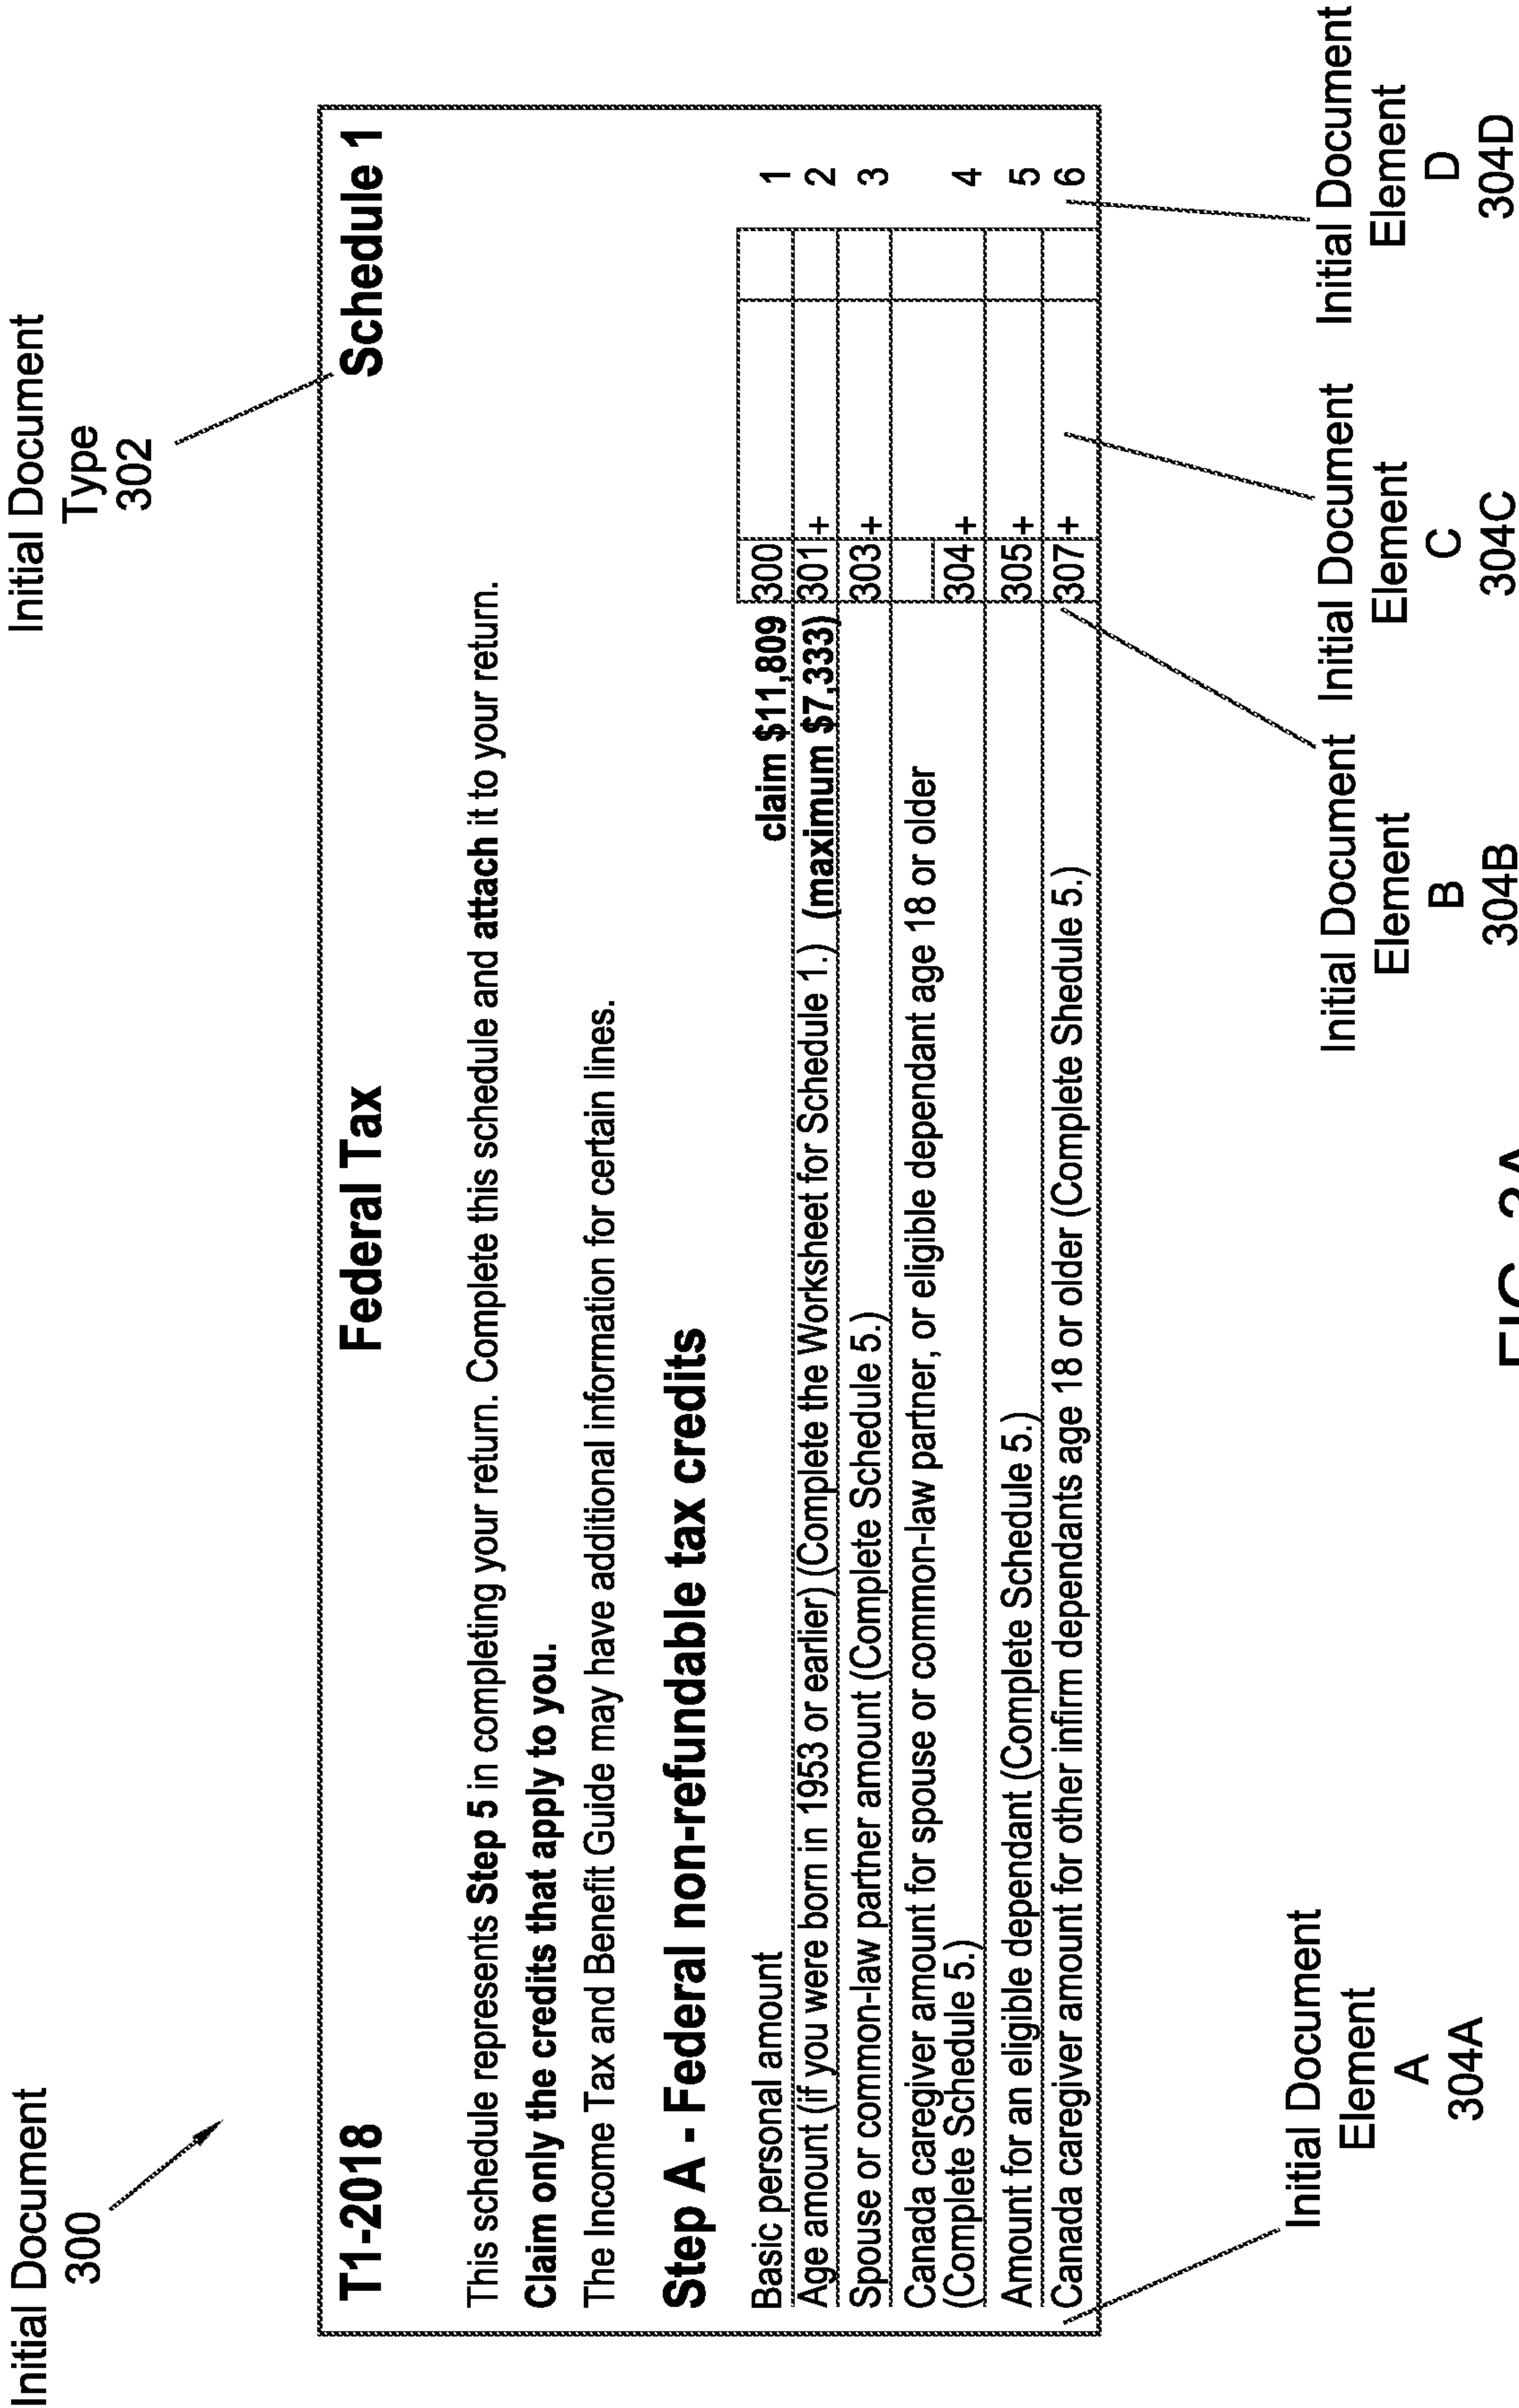 Initial Document
300
Initial Document
Type
302
T1-2018 Federal Tax Schedule 1
This schedule represents Step 5 in completing your return. Complete this schedule and attach it to your return.
Claim only the credits that apply to you.
The Income Tax and Benefit Guide may have additional information for certain lines.
Step A - Federal non-refundable tax credits
Basic personal amount claim $11,809 300 1
Age amount (if you were born in 1953 or earlier) (Complete the Worksheet for Schedule 1.) (maximum $7,333) 301 + 2
Spouse or common-law partner amount (Complete Schedule 5.) 303 + 3
Canada caregiver amount for spouse or common-law partner, or eligible dependant age 18 or older
(Complete Schedule 5.) 304 + 4
Amount for an eligible dependant (Complete Schedule 5.) 305 + 5
Canada caregiver amount for other infirm dependants age 18 or older (Complete Shedule 5.) 307 + 6
Initial Document
Element
A
304A
Initial Document
Element
B
304B
Initial Document
Element
C
304C
Initial Document
Element
D
304D